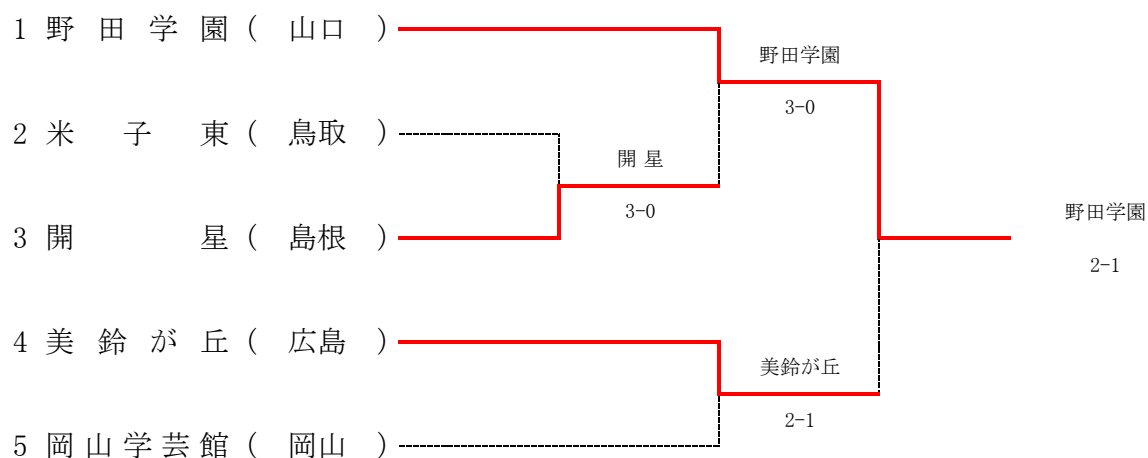 1 野田学園 ( 山口 )
野田学園
3-0
2 米子東 ( 鳥取 )
開 星
3-0
3 開星 ( 島根 )
野田学園
2-1
4 美鈴が丘 ( 広島 )
美鈴が丘
2-1
5 岡山学芸館 ( 岡山 )